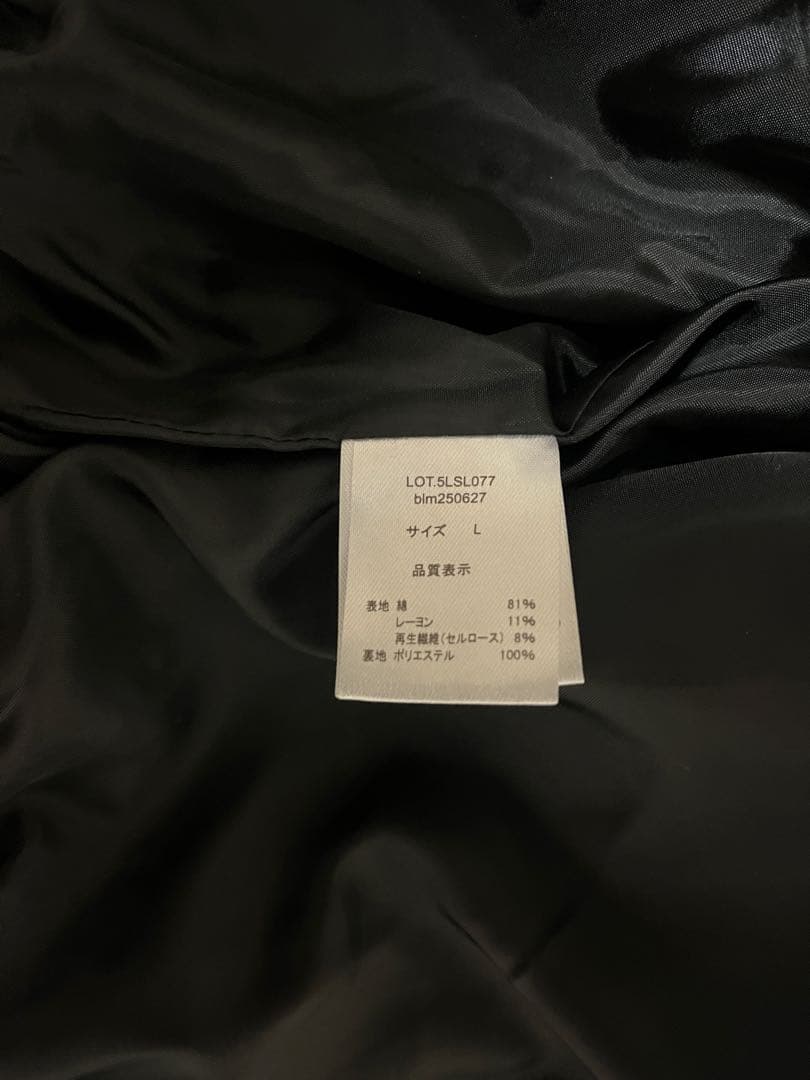 LOT.5LSL077
blm250627
サイズ L
品質表示
表地 綿 81%
レーヨン 11%
再生繊維(セルロース) 8%
裏地 ポリエステル 100%